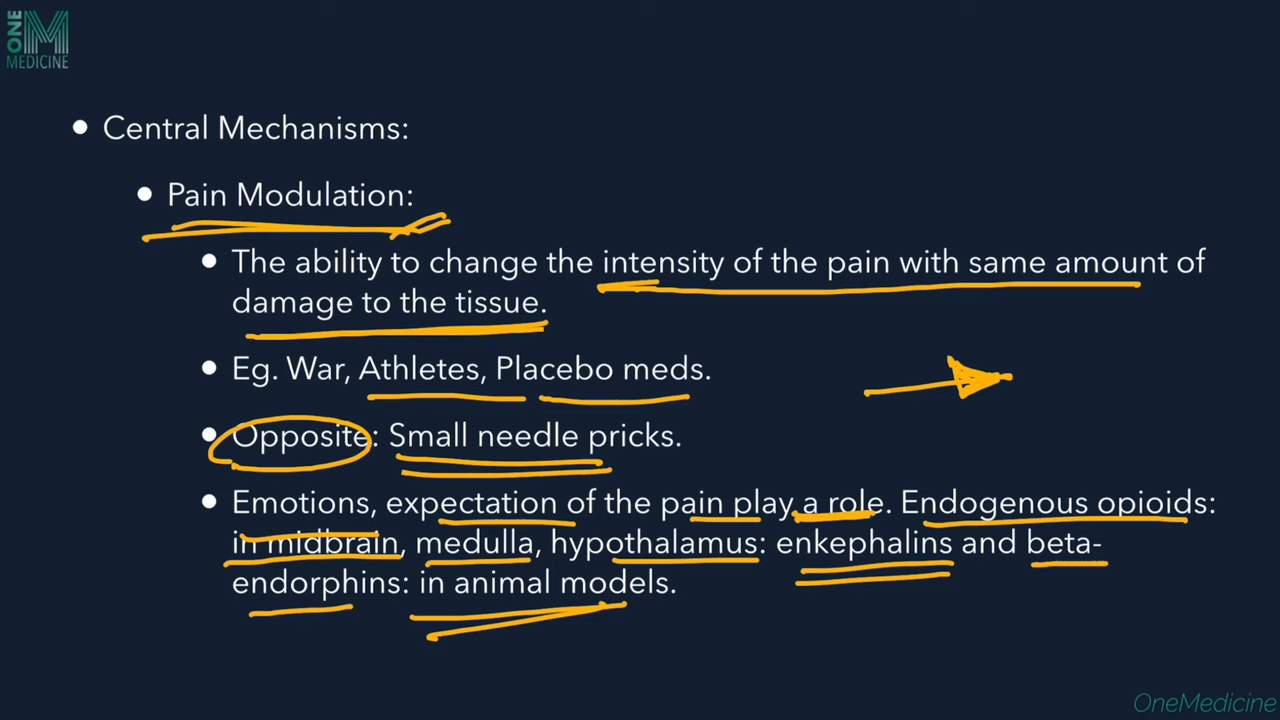 ONE
M
MEDICINE
• Central Mechanisms:
• Pain Modulation:
• The ability to change the intensity of the pain with same amount of
damage to the tissue.
• Eg. War, Athletes, Placebo meds.
• Opposite: Small needle pricks.
• Emotions, expectation of the pain play a role. Endogenous opioids:
in midbrain, medulla, hypothalamus: enkephalins and beta-
endorphins: in animal models.
OneMedicine